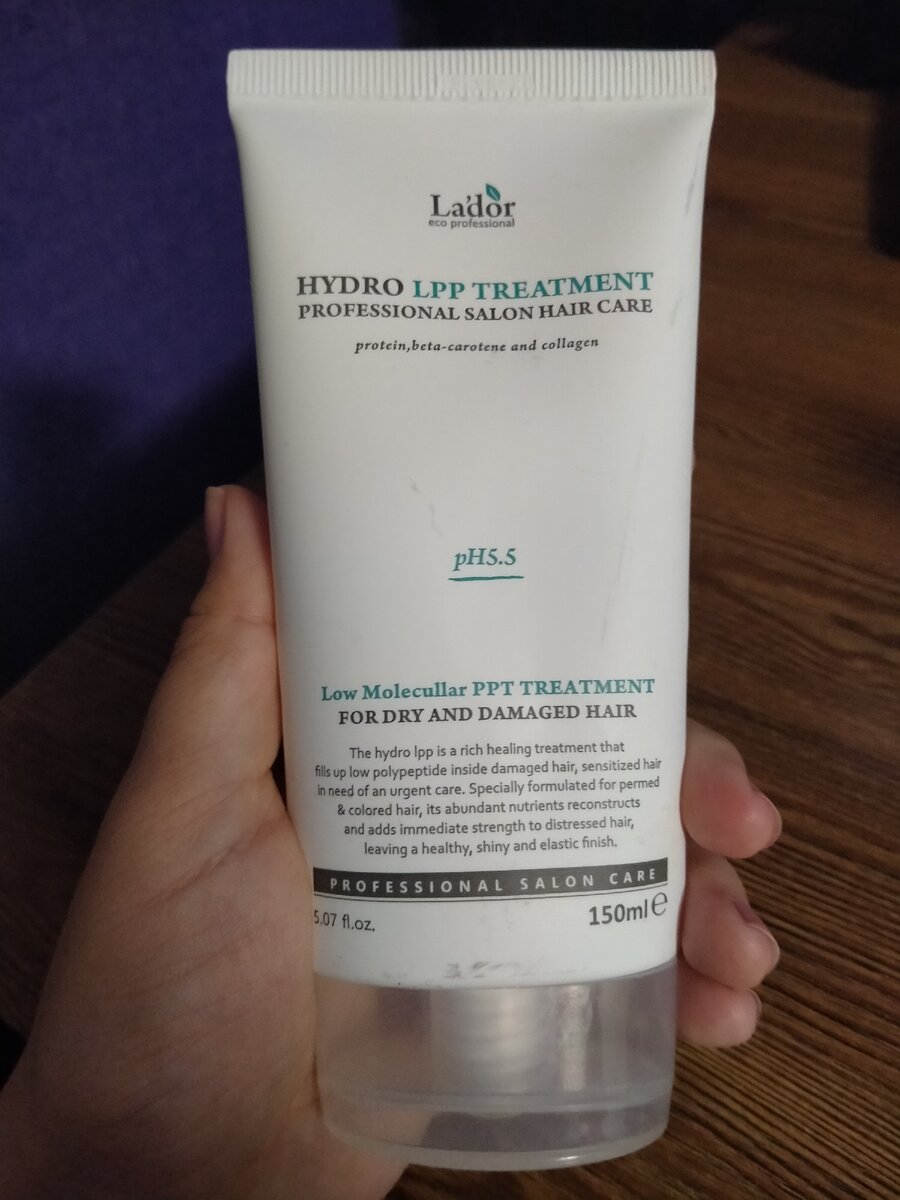 La'dor
eco professional
HYDRO LPP TREATMENT
PROFESSIONAL SALON HAIR CARE
protein,beta-carotene and collagen
pH5.5
Low Molecullar PPT TREATMENT
FOR DRY AND DAMAGED HAIR
The hydro lpp is a rich healing treatment that
fills up low polypeptide inside damaged hair, sensitized hair
in need of an urgent care. Specially formulated for permed
& colored hair, its abundant nutrients reconstructs
and adds immediate strength to distressed hair,
leaving a healthy, shiny and elastic finish.
PROFESSIONAL SALON CARE
5.07 fl.oz. 150ml℮